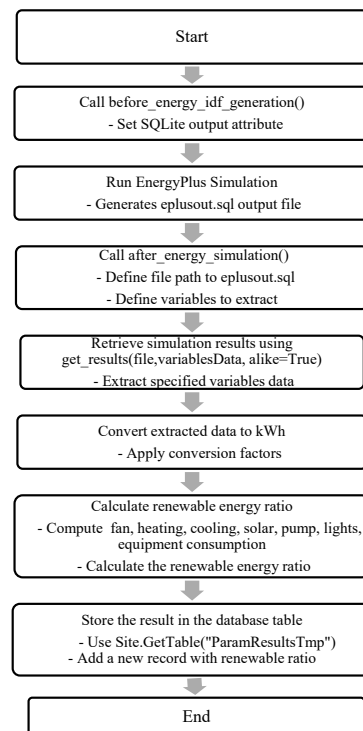 Start
Call before_energy_idf_generation()
- Set SQLite output attribute
Run EnergyPlus Simulation
- Generates eplusout.sql output file
Call after_energy_simulation()
- Define file path to eplusout.sql
- Define variables to extract
Retrieve simulation results using
get_results(file,variablesData, alike=True)
- Extract specified variables data
Convert extracted data to kWh
- Apply conversion factors
Calculate renewable energy ratio
- Compute fan, heating, cooling, solar, pump, lights,
equipment consumption
- Calculate the renewable energy ratio
Store the result in the database table
- Use Site.GetTable("ParamResultsTmp")
- Add a new record with renewable ratio
End